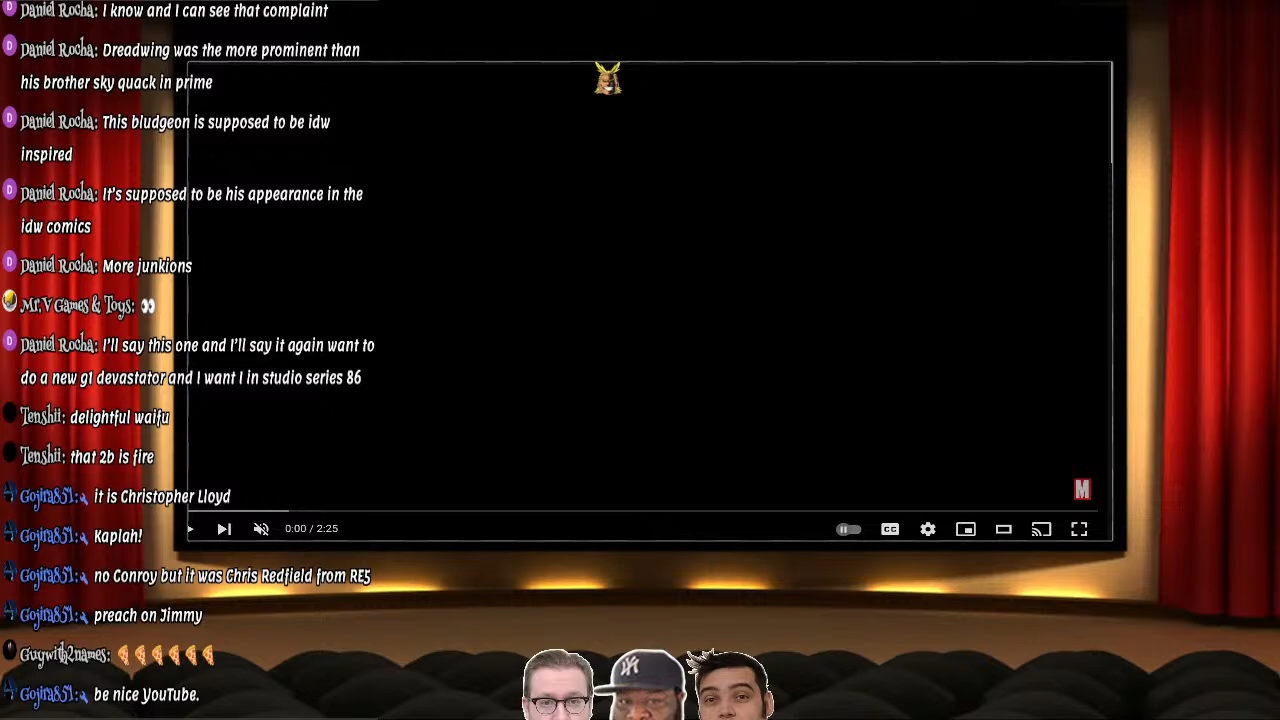 Daniel Rocha: I know and I can see that complaint
Daniel Rocha: Dreadwing was the more prominent than
his brother sky quack in prime
Daniel Rocha: This bludgeon is supposed to be idw
inspired
Daniel Rocha: It's supposed to be his appearance in the
idw comics
Daniel Rocha: More junkions
Mr.V Games & Toys: 👀
Daniel Rocha: I'll say this one and I'll say it again want to
do a new g1 devastator and I want I in studio series 86
Tenshii: delightful waifu
Tenshii: that 2b is fire
Gojira851: it is Christopher Lloyd
Gojira851: Kaplah!
Gojira851: no Conroy but it was Chris Redfield from RE5
Gojira851: preach on Jimmy
Guywith2names: 🍕🍕🍕🍕🍕🍕
Gojira851: be nice YouTube.
M
0:00 / 2:25
CC